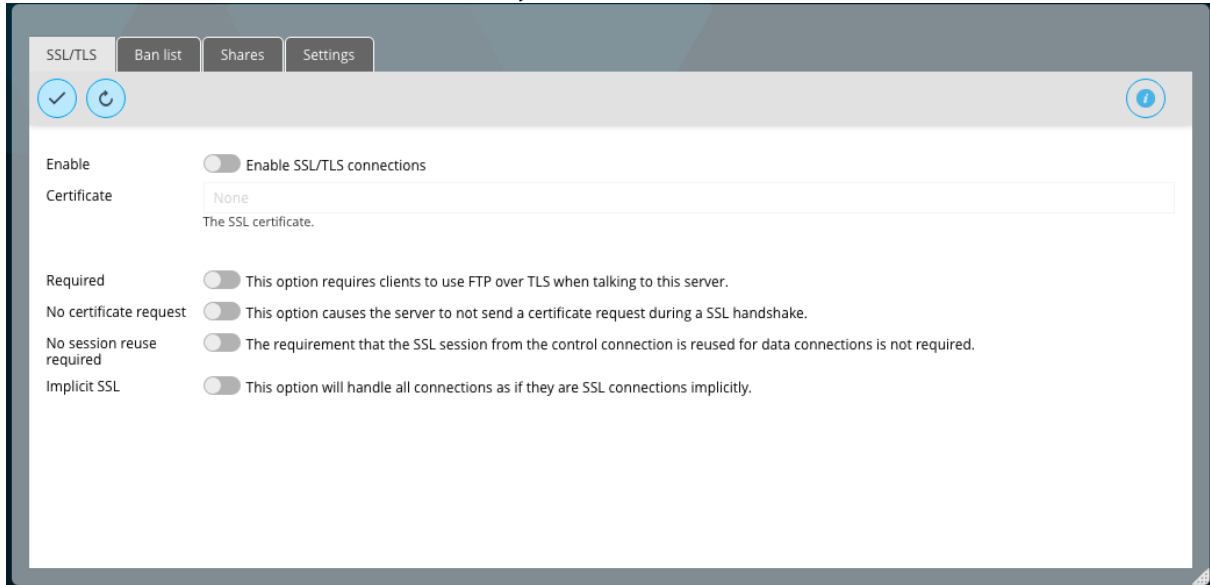 SSL/TLS
Ban list
Shares
Settings
Enable
Enable SSL/TLS connections
Certificate
None
The SSL certificate.
Required
This option requires clients to use FTP over TLS when talking to this server.
No certificate request
This option causes the server to not send a certificate request during a SSL handshake.
No session reuse
required
The requirement that the SSL session from the control connection is reused for data connections is not required.
Implicit SSL
This option will handle all connections as if they are SSL connections implicitly.